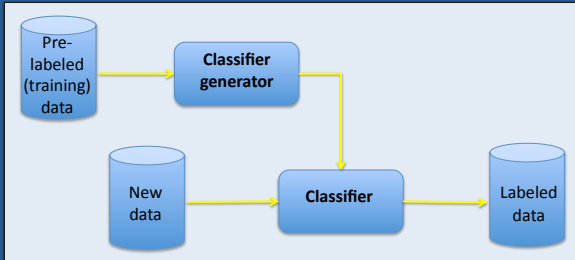 Pre-
labeled
(training)
data
Classifier
generator
New
data
Classifier
Labeled
data